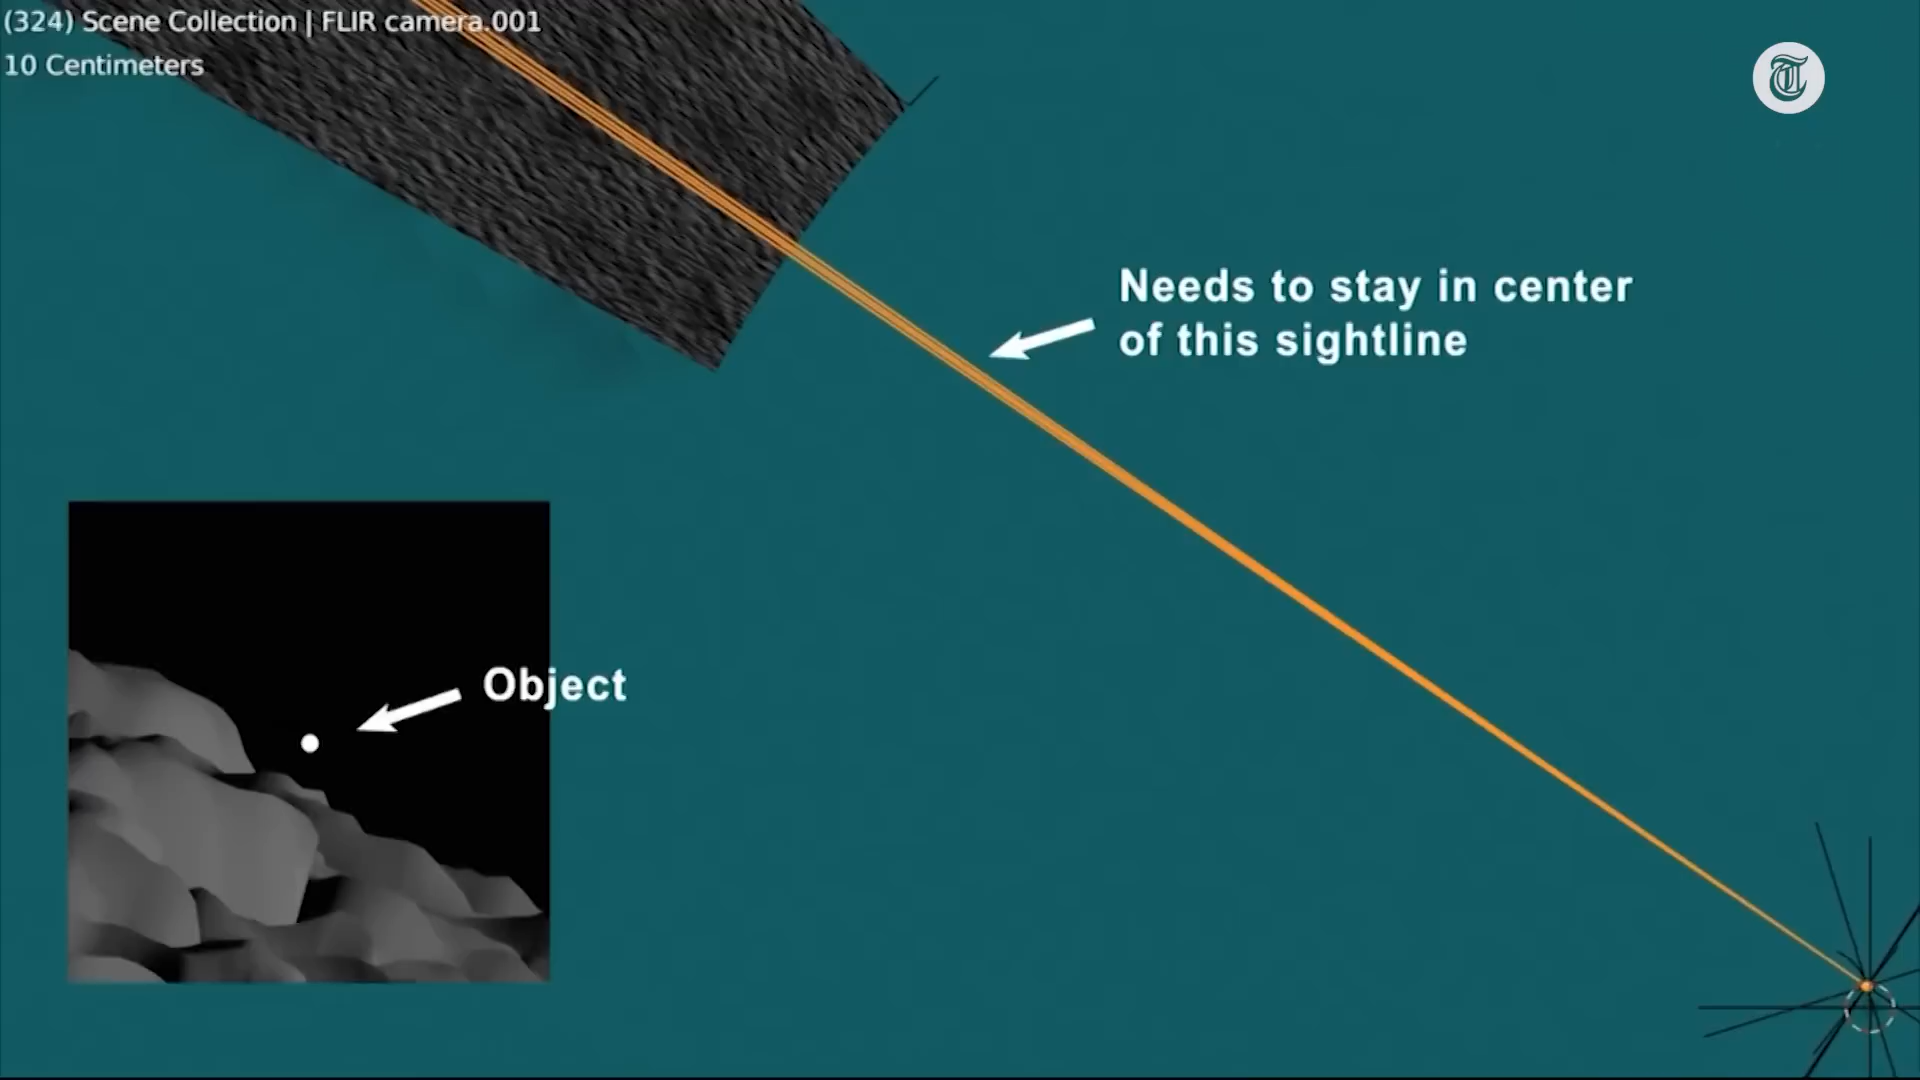 (324) Scene Collection | FLIR camera.001
10 Centimeters
T
Needs to stay in center
of this sightline
Object